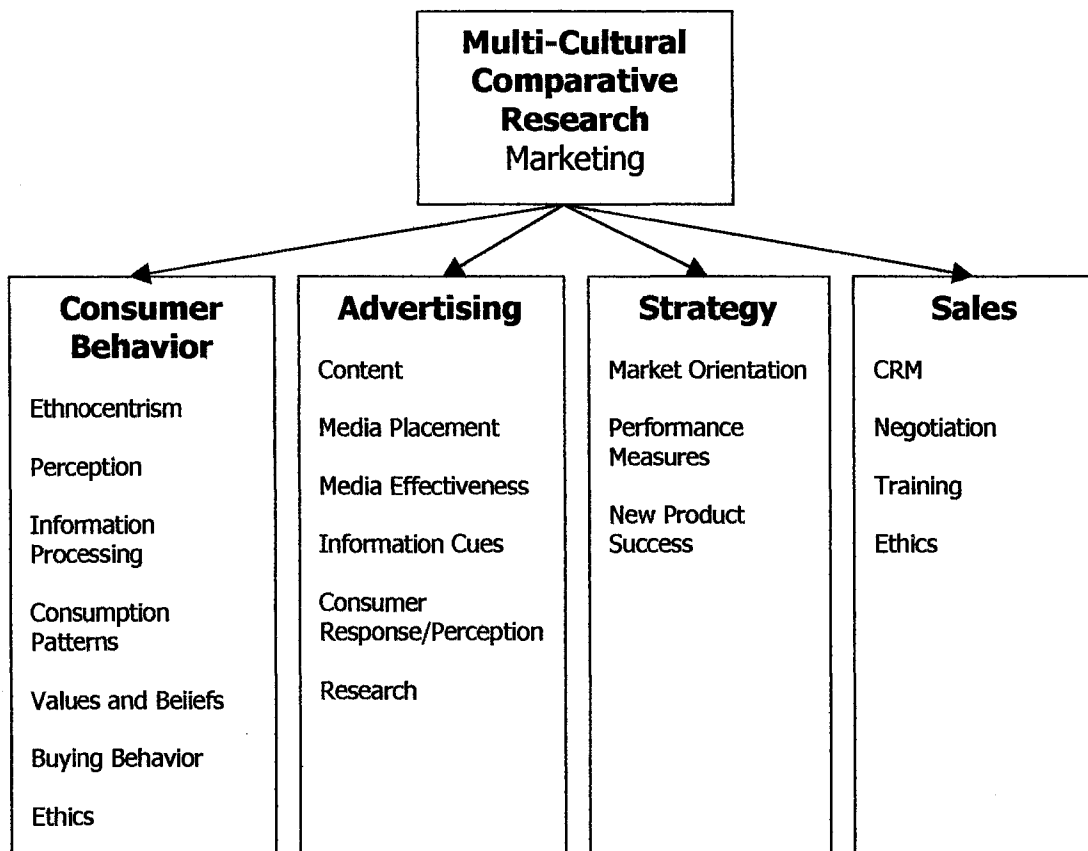 Multi-Cultural
Comparative
Research
Marketing
Consumer
Behavior
Ethnocentrism
Perception
Information
Processing
Consumption
Patterns
Values and Beliefs
Buying Behavior
Ethics
Advertising
Content
Media Placement
Media Effectiveness
Information Cues
Consumer
Response/Perception
Research
Strategy
Market Orientation
Performance
Measures
New Product
Success
Sales
CRM
Negotiation
Training
Ethics